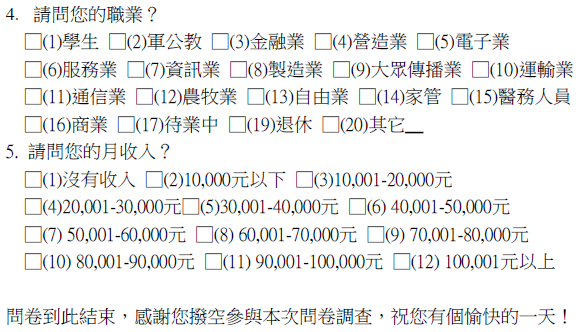 4. 請問您的職業？
□(1)學生 □(2)軍公教 □(3)金融業 □(4)營造業 □(5)電子業
□(6)服務業 □(7)資訊業 □(8)製造業 □(9)大眾傳播業 □(10)運輸業
□(11)通信業 □(12)農牧業 □(13)自由業 □(14)家管 □(15)醫務人員
□(16)商業 □(17)待業中 □(19)退休 □(20)其它__
5. 請問您的月收入？
□(1)沒有收入 □(2)10,000元以下 □(3)10,001-20,000元
□(4)20,001-30,000元□(5)30,001-40,000元 □(6) 40,001-50,000元
□(7) 50,001-60,000元 □(8) 60,001-70,000元 □(9) 70,001-80,000元
□(10) 80,001-90,000元 □(11) 90,001-100,000元 □(12) 100,001元以上
問卷到此結束，感謝您撥空參與本次問卷調查，祝您有個愉快的一天！